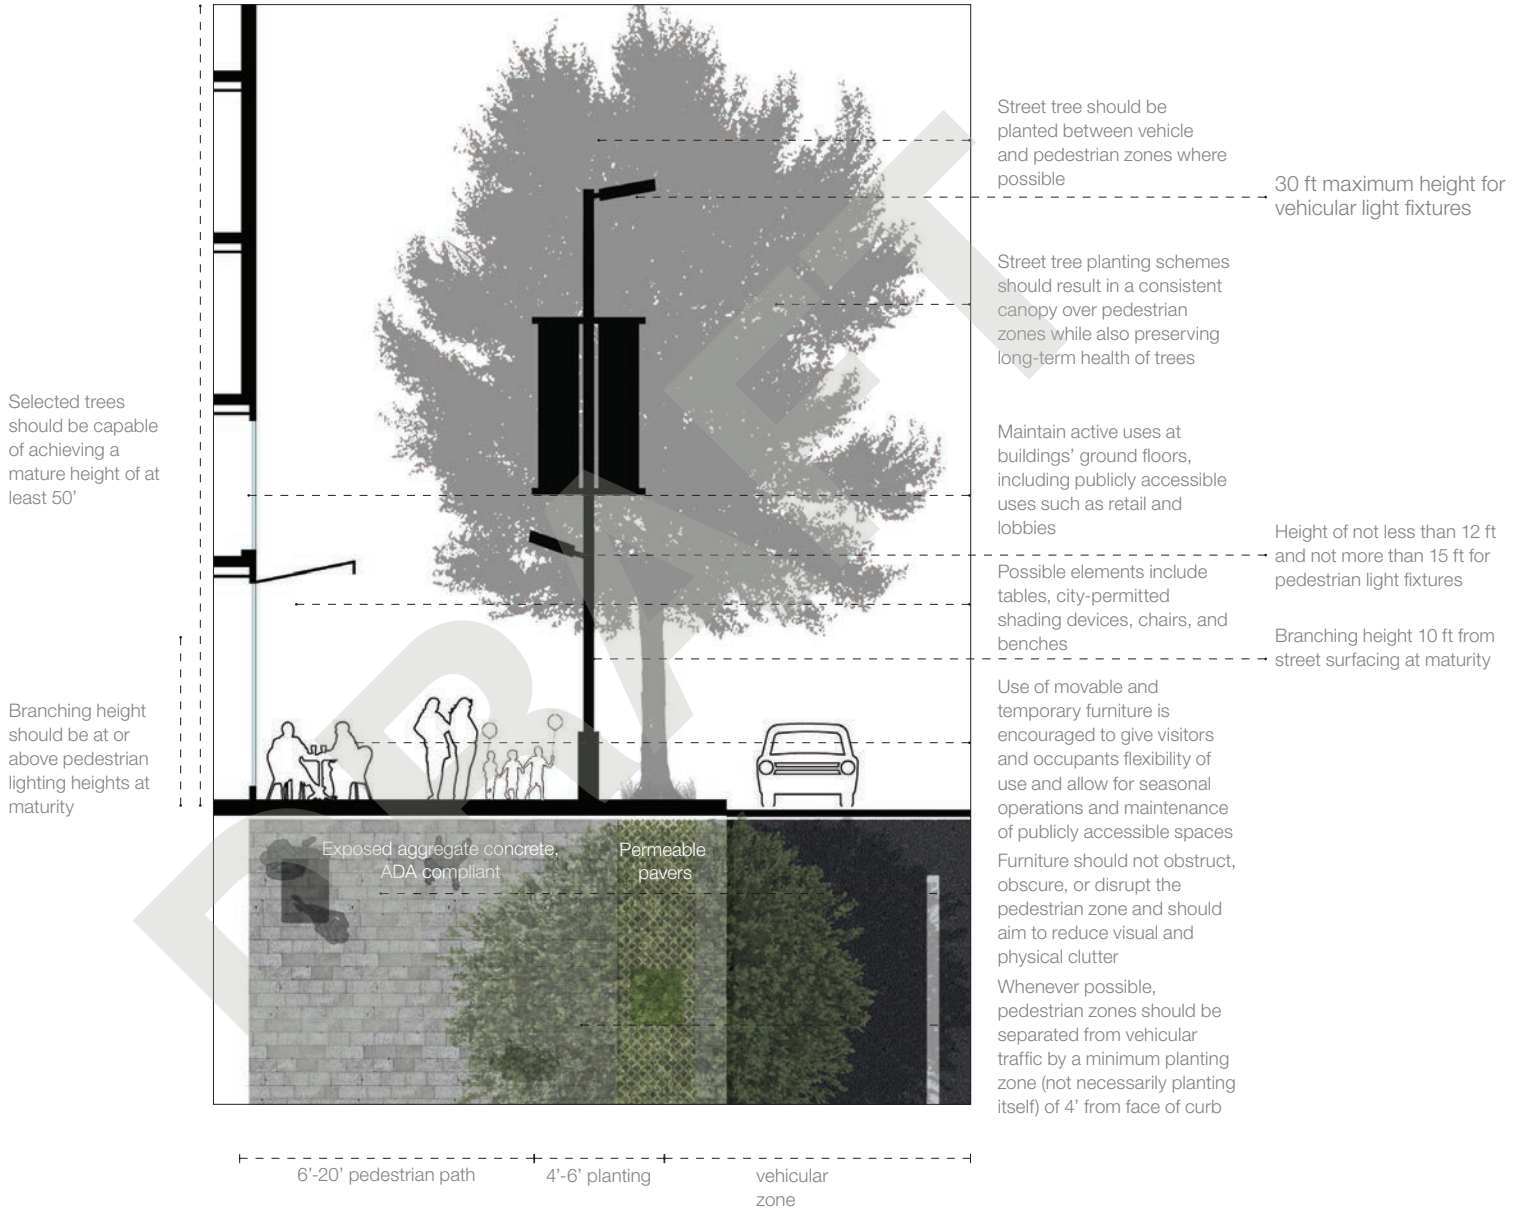 Selected trees
should be capable
of achieving a
mature height of at
least 50’
Branching height
should be at or
above pedestrian
lighting heights at
maturity
Street tree should be
planted between vehicle
and pedestrian zones where
possible
30 ft maximum height for
vehicular light fixtures
Street tree planting schemes
should result in a consistent
canopy over pedestrian
zones while also preserving
long-term health of trees
Maintain active uses at
buildings’ ground floors,
including publicly accessible
uses such as retail and
lobbies
Height of not less than 12 ft
and not more than 15 ft for
pedestrian light fixtures
Possible elements include
tables, city-permitted
shading devices, chairs, and
benches
Branching height 10 ft from
street surfacing at maturity
Use of movable and
temporary furniture is
encouraged to give visitors
and occupants flexibility of
use and allow for seasonal
operations and maintenance
of publicly accessible spaces
Furniture should not obstruct,
obscure, or disrupt the
pedestrian zone and should
aim to reduce visual and
physical clutter
Whenever possible,
pedestrian zones should be
separated from vehicular
traffic by a minimum planting
zone (not necessarily planting
itself) of 4’ from face of curb
Exposed aggregate concrete,
ADA compliant
Permeable
pavers
6’-20’ pedestrian path
4’-6’ planting
vehicular
zone
DRAFT